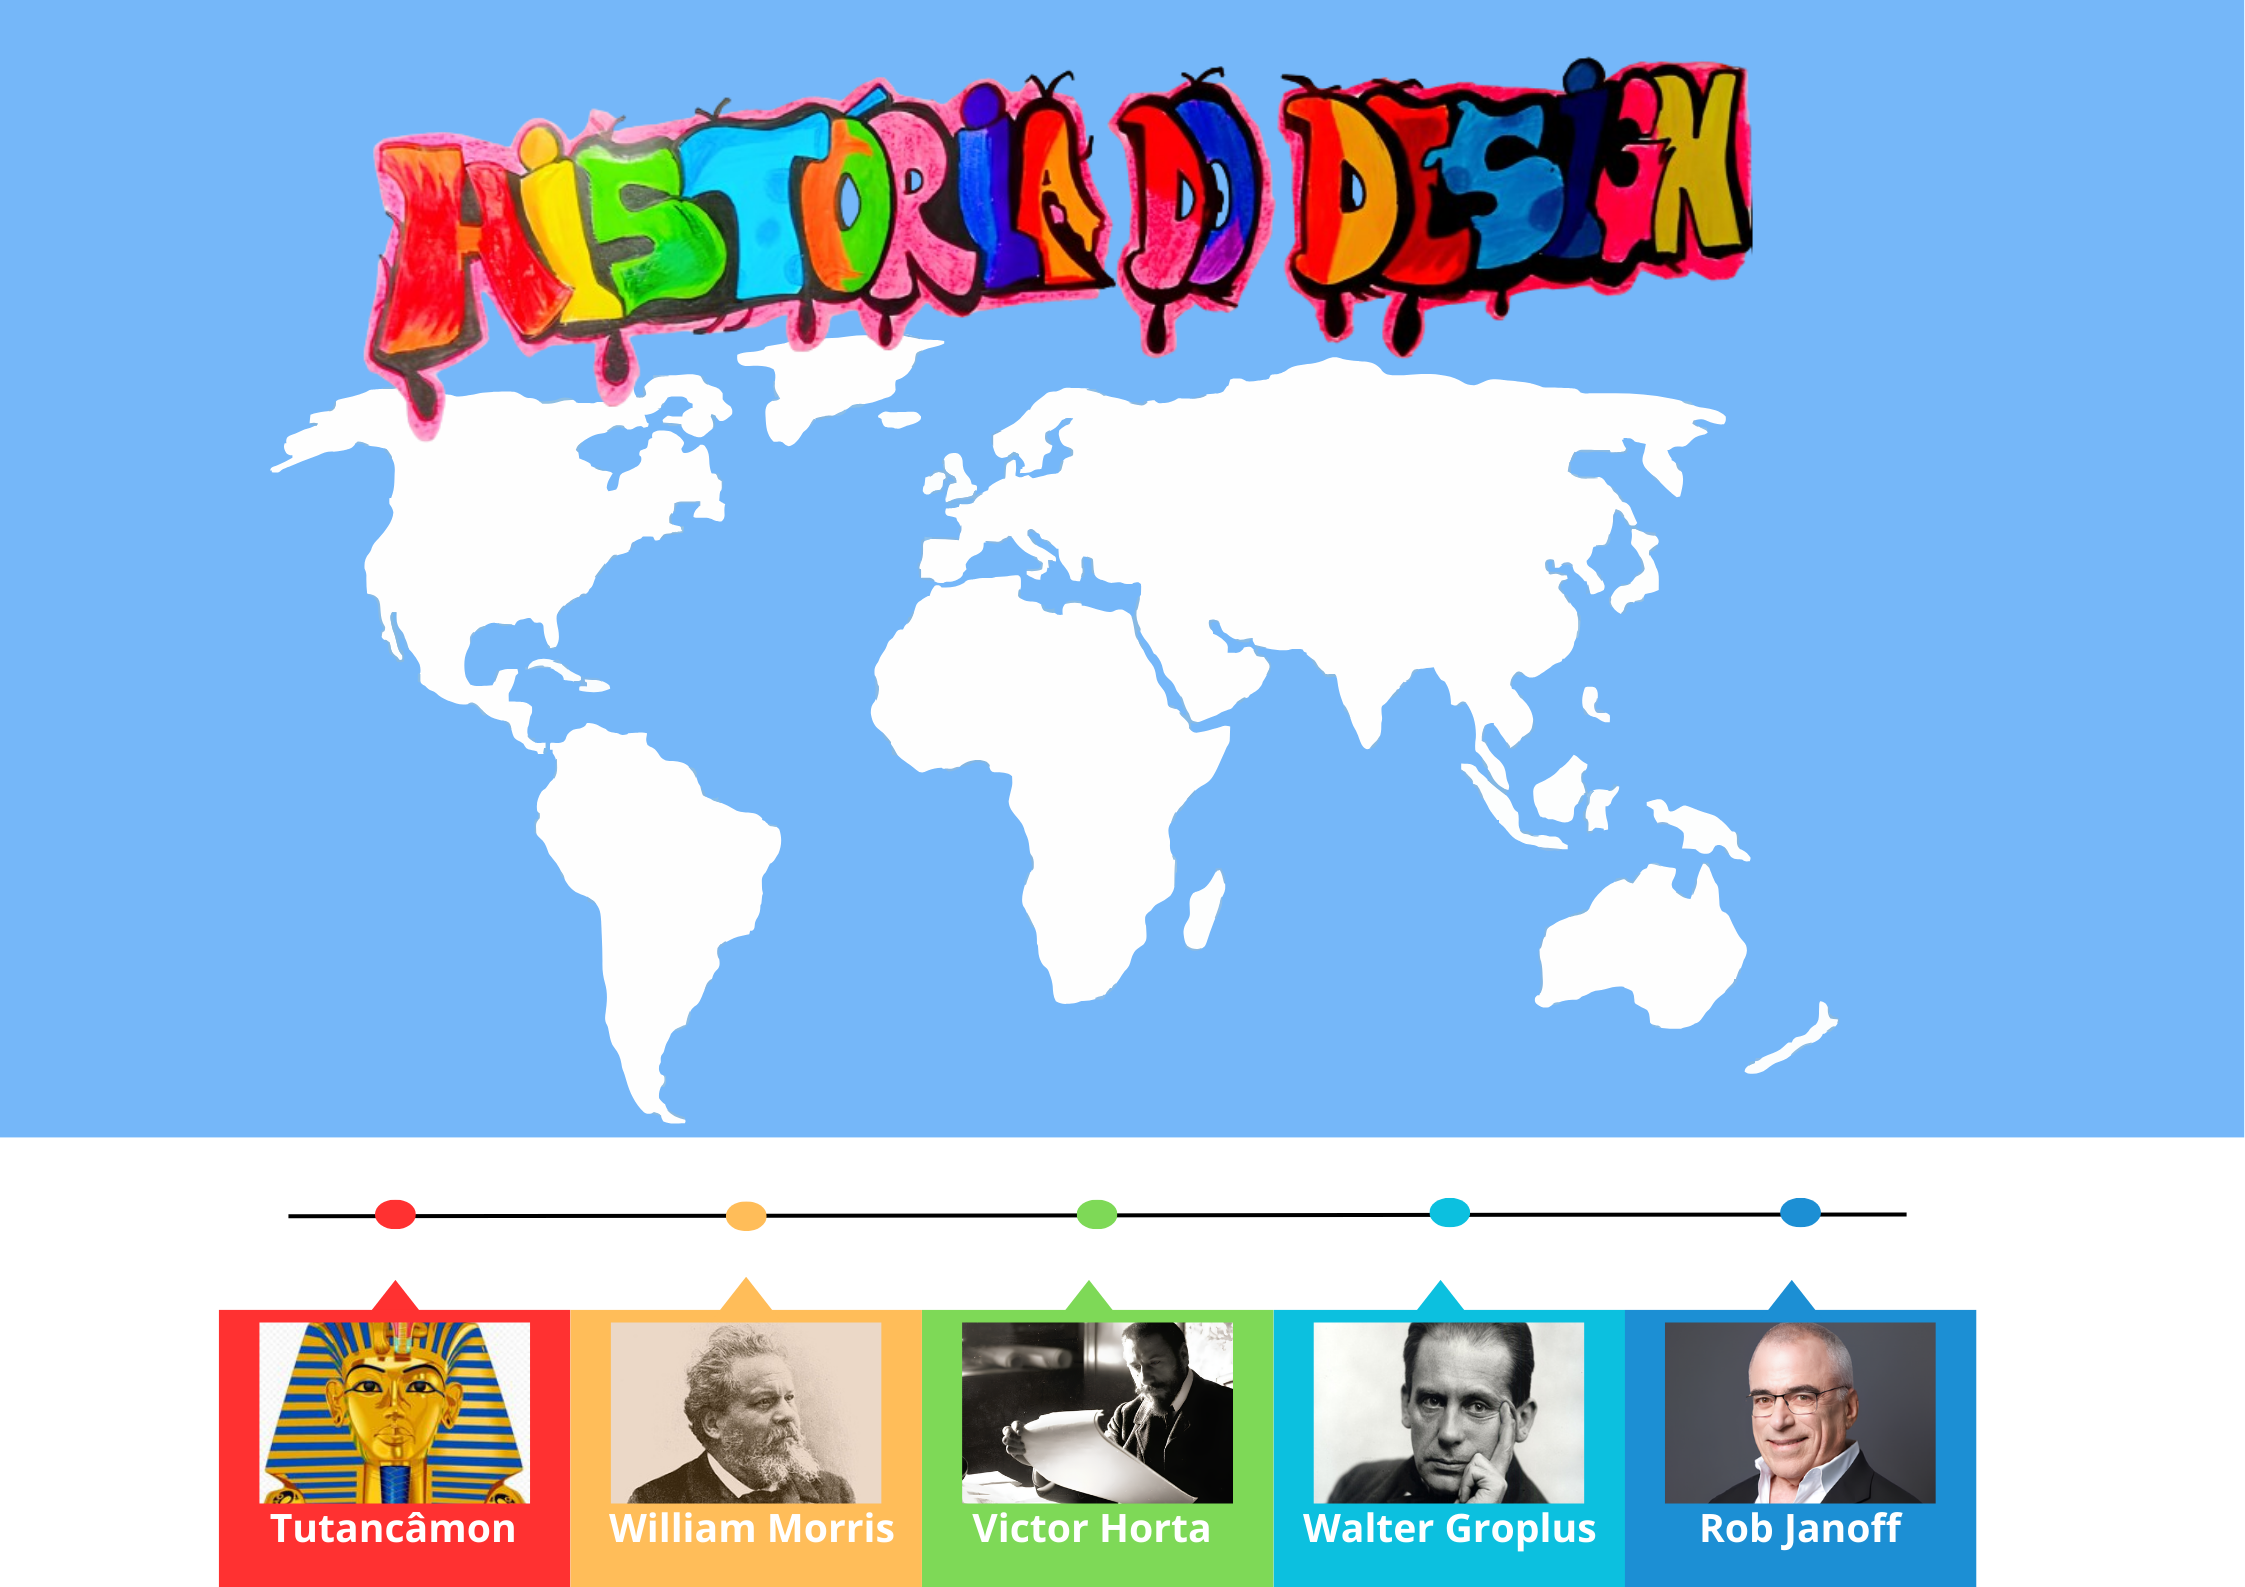 HISTÓRIA DO DESIGN
Tutancâmon
William Morris
Victor Horta
Walter Groplus
Rob Janoff